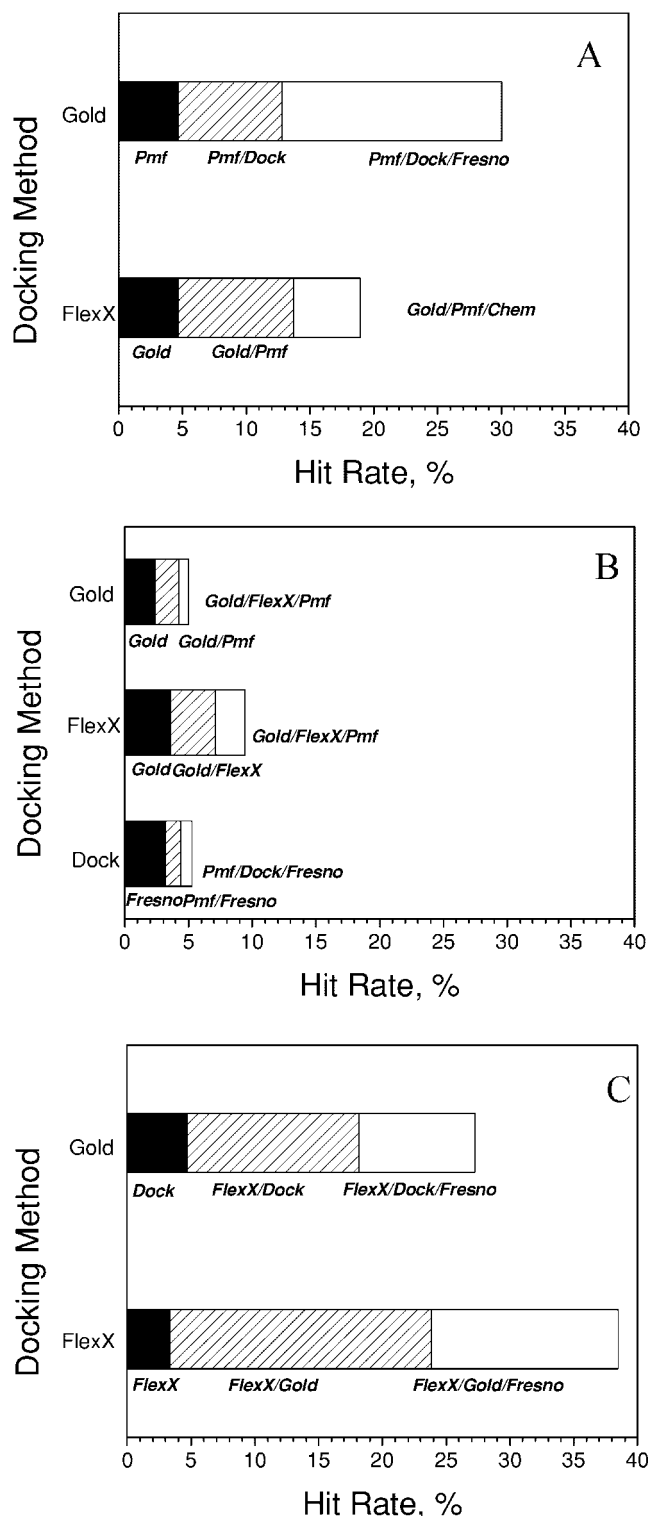 A
Docking Method
Gold
Pmf Pmf/Dock Pmf/Dock/Fresno
FlexX
Gold/Pmf/Chem
Gold Gold/Pmf
0 5 10 15 20 25 30 35 40
Hit Rate, %
B
Docking Method
Gold
Gold/FlexX/Pmf
Gold Gold/Pmf
FlexX
Gold/FlexX/Pmf
Gold Gold/FlexX
Dock
Pmf/Dock/Fresno
Fresno Pmf/Fresno
0 5 10 15 20 25 30 35 40
Hit Rate, %
C
Docking Method
Gold
Dock FlexX/Dock FlexX/Dock/Fresno
FlexX
FlexX FlexX/Gold FlexX/Gold/Fresno
0 5 10 15 20 25 30 35 40
Hit Rate, %